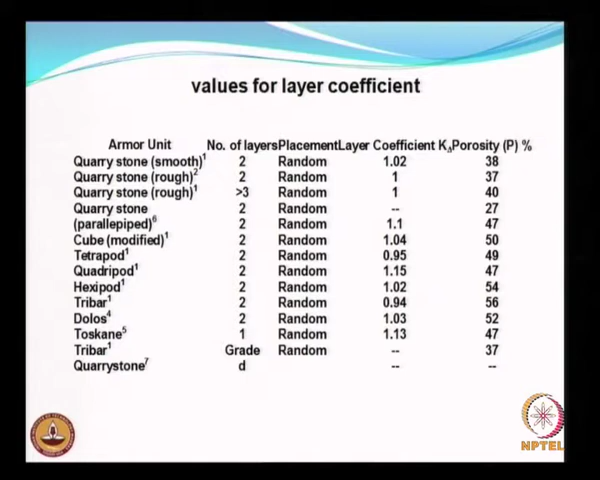 values for layer coefficient
Armor Unit No. of layers Placement Layer Coefficient KΔ Porosity (P) %
Quarry stone (smooth)1 2 Random 1.02 38
Quarry stone (rough)2 2 Random 1 37
Quarry stone (rough)1 >3 Random 1 40
Quarry stone 2 Random -- 27
(parallepiped)6 2 Random 1.1 47
Cube (modified)1 2 Random 1.04 50
Tetrapod1 2 Random 0.95 49
Quadripod1 2 Random 1.15 47
Hexipod1 2 Random 1.02 54
Tribar1 2 Random 0.94 56
Dolos4 2 Random 1.03 52
Toskane5 1 Random 1.13 47
Tribar1 Grade Random -- 37
Quarrystone7 d -- --
NPTEL